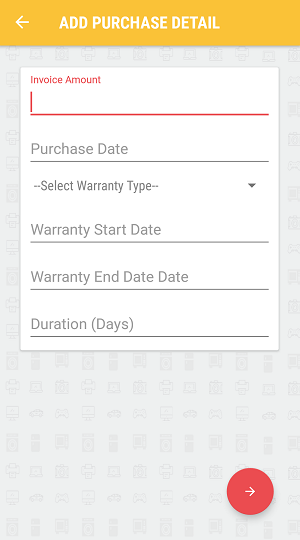 ADD PURCHASE DETAIL
Invoice Amount
Purchase Date
--Select Warranty Type--
Warranty Start Date
Warranty End Date Date
Duration (Days)